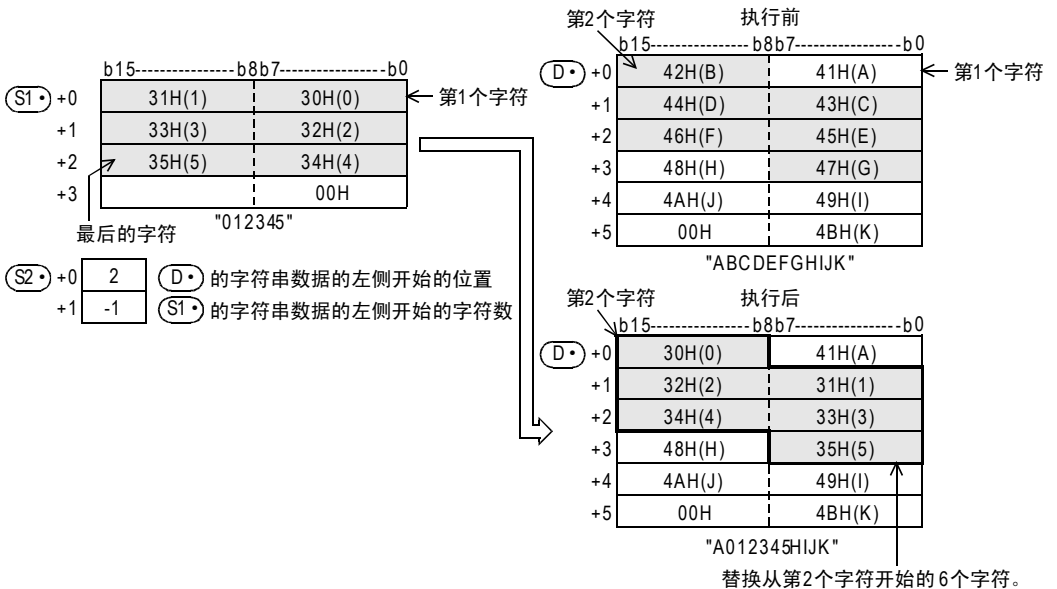 b15 b8b7 b0
S1• +0 31H(1) 30H(0) 第1个字符
+1 33H(3) 32H(2)
+2 35H(5) 34H(4)
+3 00H
最后的字符 "012345"
S2• +0 2 D• 的字符串数据的左侧开始的位置
+1 -1 S1• 的字符串数据的左侧开始的字符数
第2个字符 执行前
b15 b8b7 b0
D• +0 42H(B) 41H(A) 第1个字符
+1 44H(D) 43H(C)
+2 46H(F) 45H(E)
+3 48H(H) 47H(G)
+4 4AH(J) 49H(I)
+5 00H 4BH(K)
"ABCDEFGHIJK"
第2个字符 执行后
b15 b8b7 b0
D• +0 30H(0) 41H(A)
+1 32H(2) 31H(1)
+2 34H(4) 33H(3)
+3 48H(H) 35H(5)
+4 4AH(J) 49H(I)
+5 00H 4BH(K)
"A012345HIJK"
替换从第2个字符开始的6个字符。